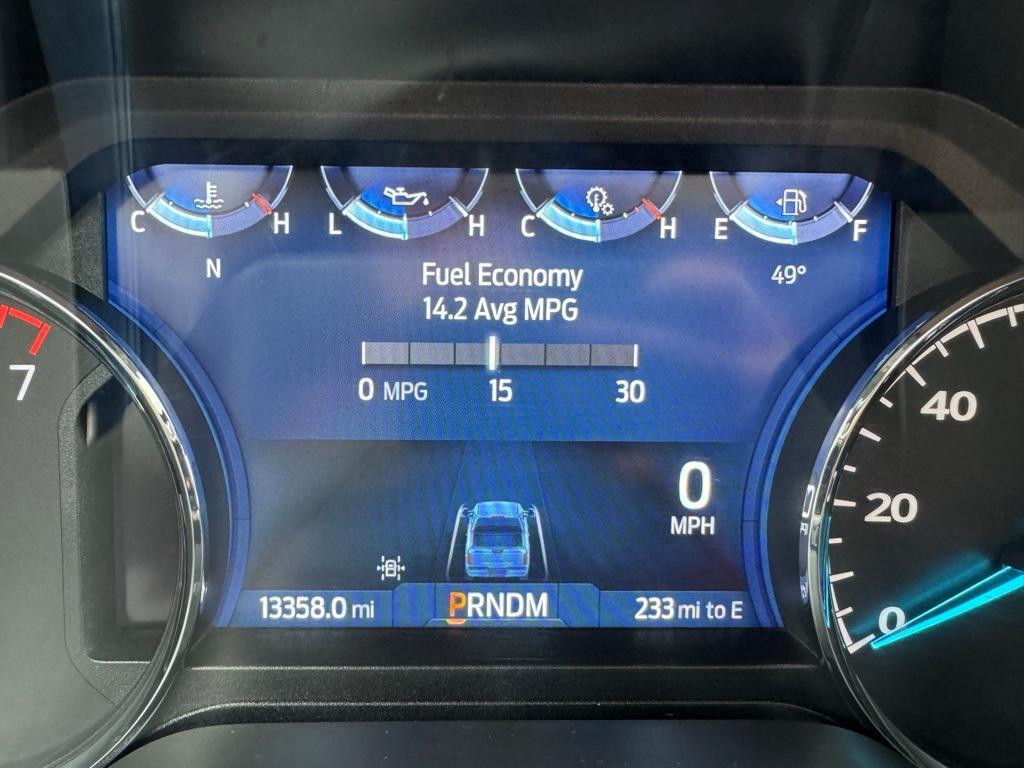 C H L H C H E F
N
49°
Fuel Economy
14.2 Avg MPG
0 MPG 15 30
7
40
20
0
0
MPH
13358.0 mi
PRNDM
233 mi to E